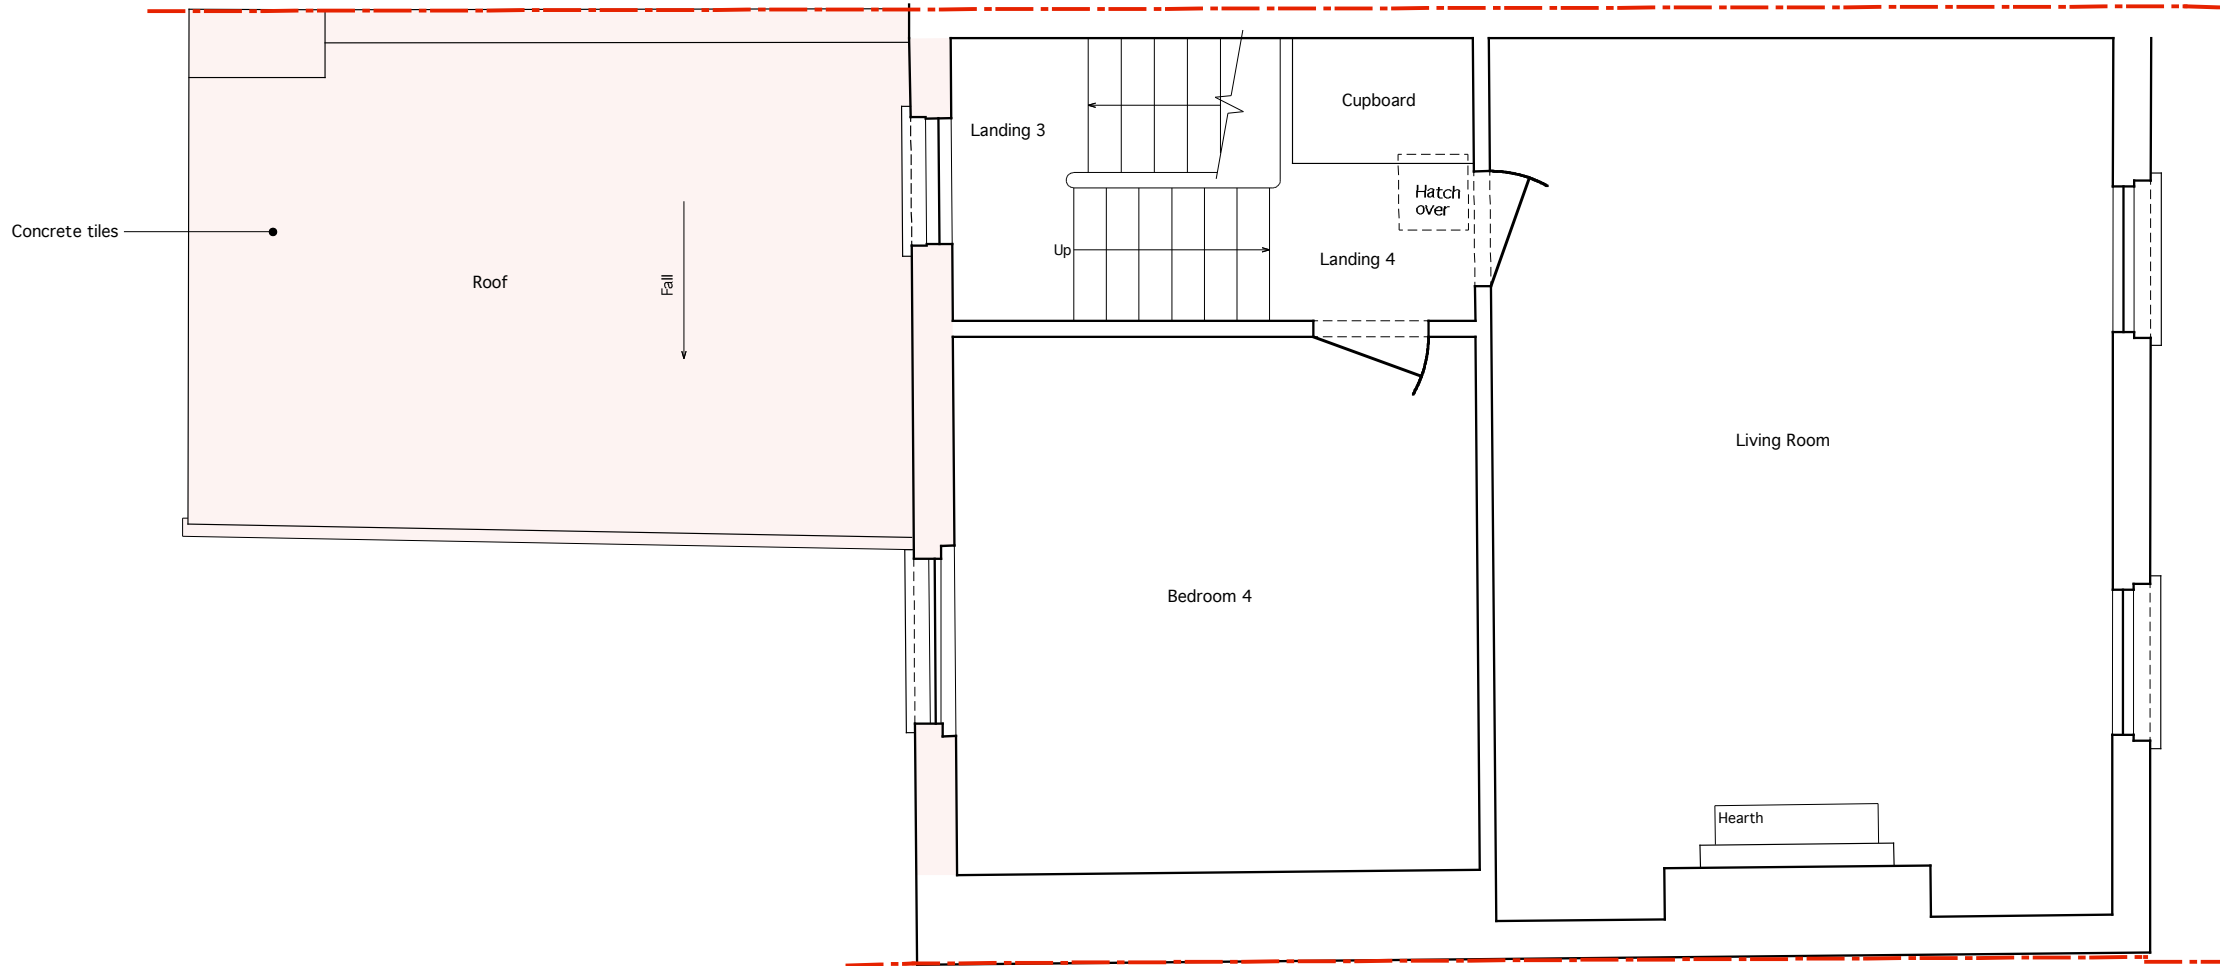 Cupboard
Landing 3
Hatch
over
Concrete tiles
Up
Landing 4
Roof
Fall
Living Room
Bedroom 4
Hearth